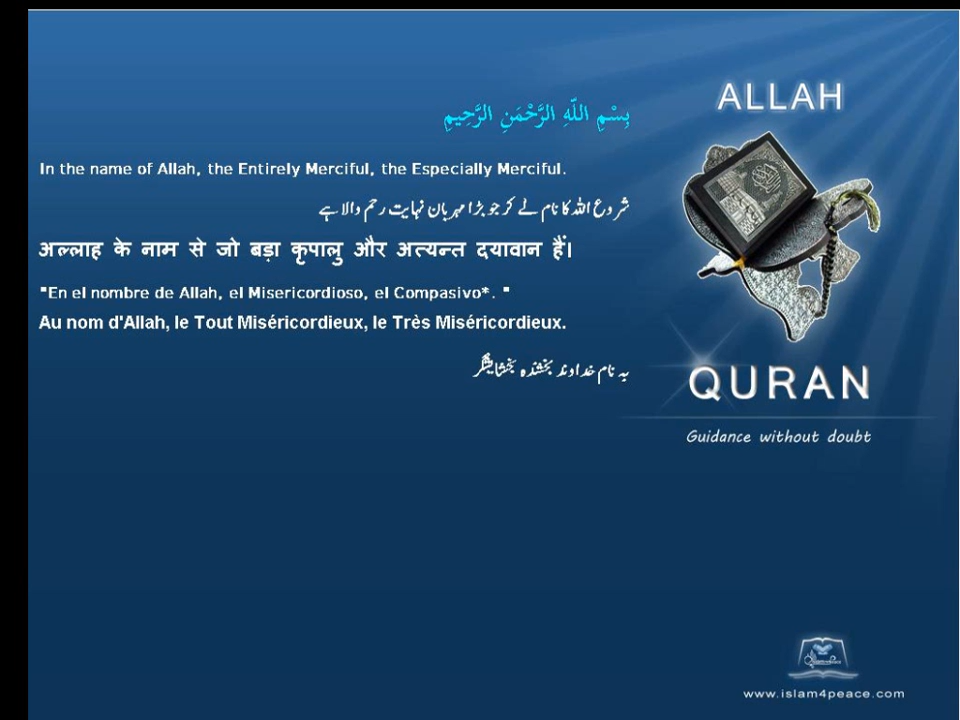 ALLAH
بِسْمِ اللَّهِ الرَّحْمَنِ الرَّحِيمِ
In the name of Allah, the Entirely Merciful, the Especially Merciful.
شروع الله کا نام لے کر جو بڑا مہربان نہایت رحم والا ہے
अल्लाह के नाम से जो बड़ा कृपालु और अत्यन्त दयावान हैं।
"En el nombre de Allah, el Misericordioso, el Compasivo*. "
Au nom d'Allah, le Tout Miséricordieux, le Très Miséricordieux.
به نام خداوند بخشنده بخشایشگر
QURAN
Guidance without doubt
www.islam4peace.com